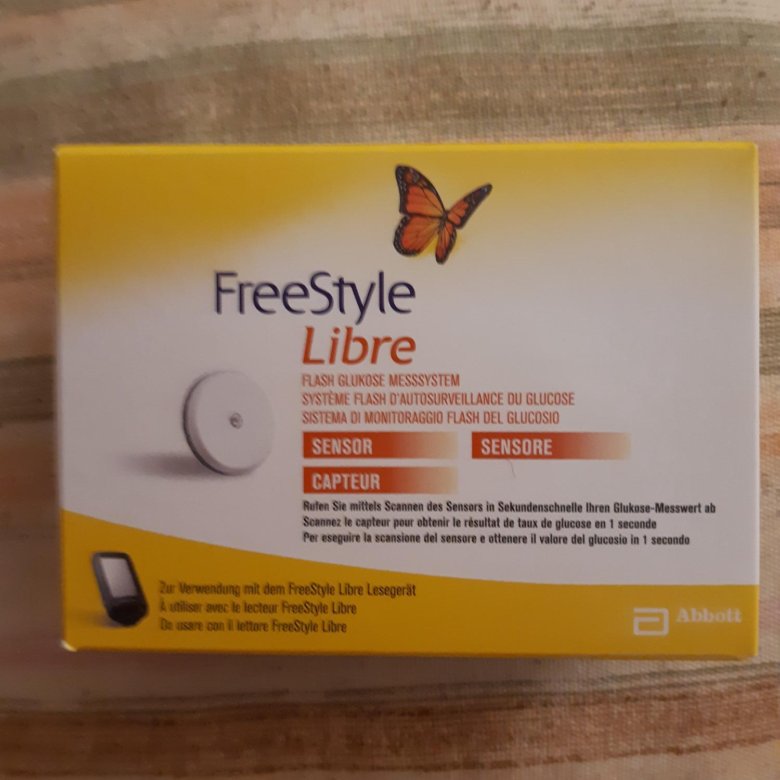 FreeStyle
Libre
FLASH GLUKOSE MESSSYSTEM
SYSTÈME FLASH D'AUTOSURVEILLANCE DU GLUCOSE
SISTEMA DI MONITORAGGIO FLASH DEL GLUCOSIO
SENSOR SENSORE
CAPTEUR
Rufen Sie mittels Scannen des Sensors in Sekundenschnelle Ihren Glukose-Messwert ab
Scannez le capteur pour obtenir le résultat de taux de glucose en 1 seconde
Per eseguire la scansione del sensore e ottenere il valore del glucosio in 1 secondo
Zur Verwendung mit dem FreeStyle Libre Lesegerät
À utiliser avec le lecteur FreeStyle Libre
Da usare con il lettore FreeStyle Libre
Abbott